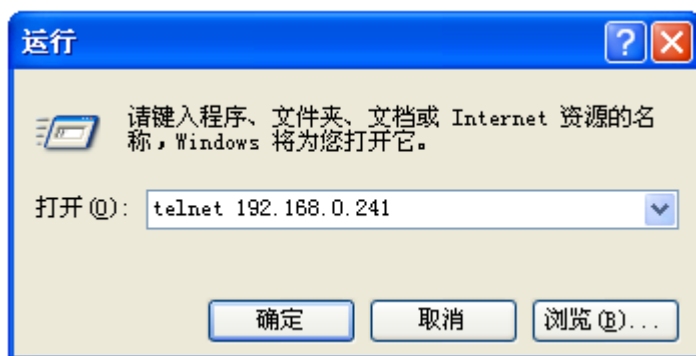 运行
请键入程序、文件夹、文档或 Internet 资源的名
称，Windows 将为您打开它。
打开(O): telnet 192.168.0.241
确定 取消 浏览(B)...